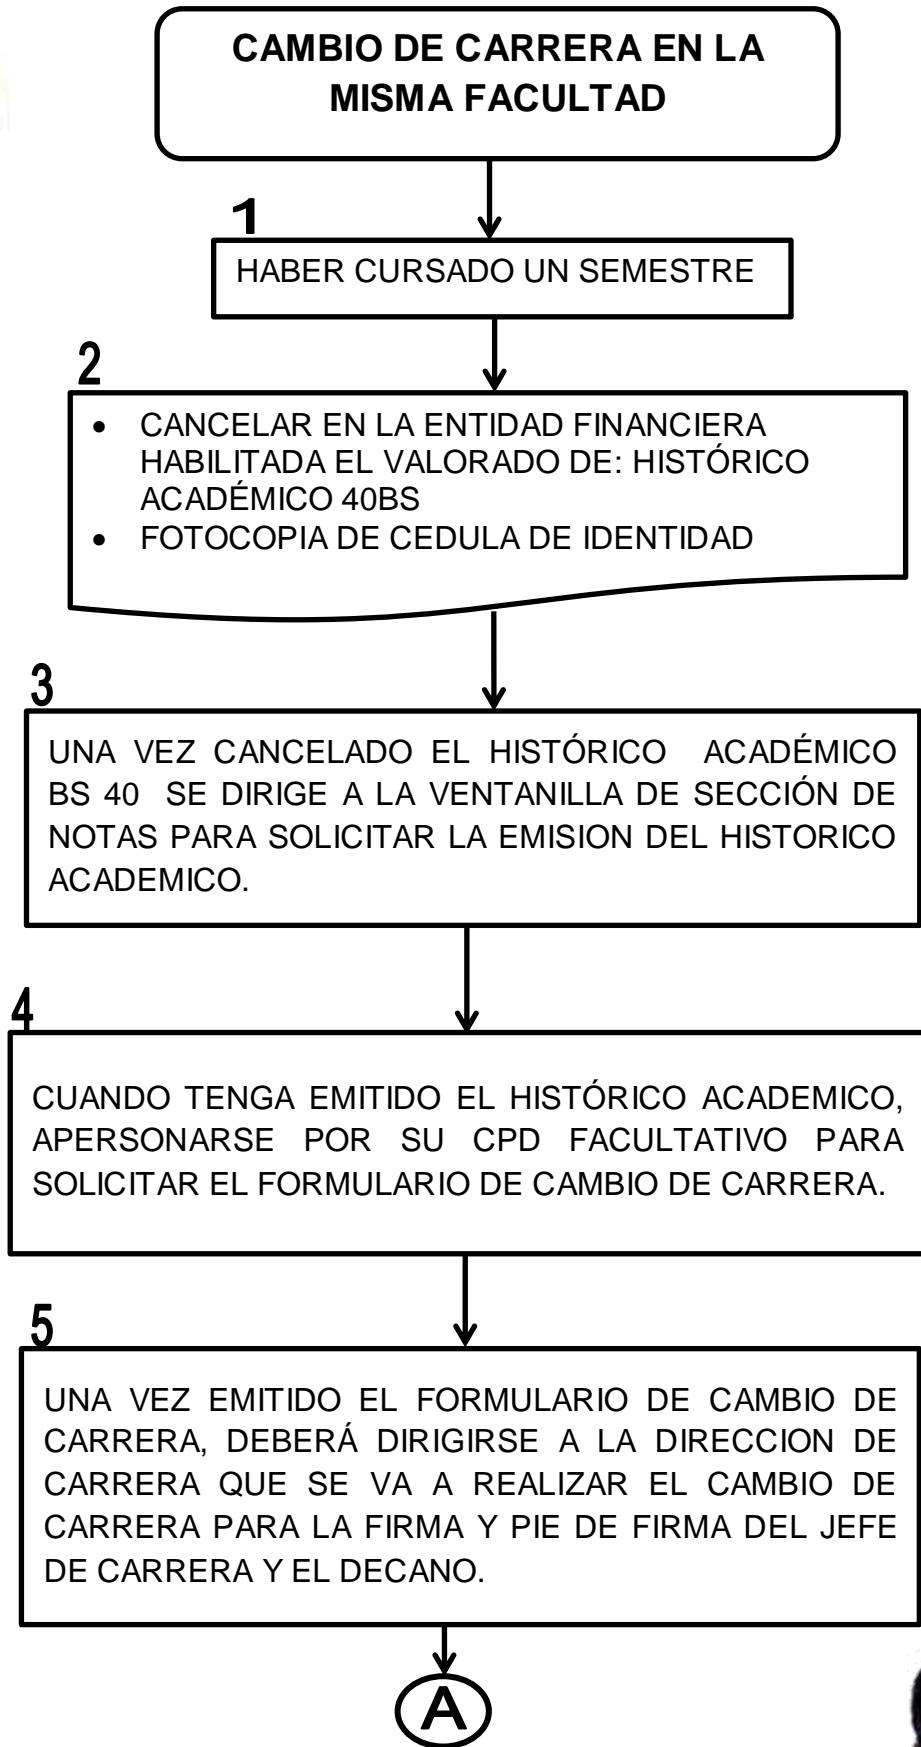 CAMBIO DE CARRERA EN LA
MISMA FACULTAD
1
HABER CURSADO UN SEMESTRE
2
• CANCELAR EN LA ENTIDAD FINANCIERA
HABILITADA EL VALORADO DE: HISTÓRICO
ACADÉMICO 40BS
• FOTOCOPIA DE CEDULA DE IDENTIDAD
3
UNA VEZ CANCELADO EL HISTÓRICO ACADÉMICO
BS 40 SE DIRIGE A LA VENTANILLA DE SECCIÓN DE
NOTAS PARA SOLICITAR LA EMISION DEL HISTORICO
ACADEMICO.
4
CUANDO TENGA EMITIDO EL HISTÓRICO ACADEMICO,
APERSONARSE POR SU CPD FACULTATIVO PARA
SOLICITAR EL FORMULARIO DE CAMBIO DE CARRERA.
5
UNA VEZ EMITIDO EL FORMULARIO DE CAMBIO DE
CARRERA, DEBERÁ DIRIGIRSE A LA DIRECCION DE
CARRERA QUE SE VA A REALIZAR EL CAMBIO DE
CARRERA PARA LA FIRMA Y PIE DE FIRMA DEL JEFE
DE CARRERA Y EL DECANO.
A